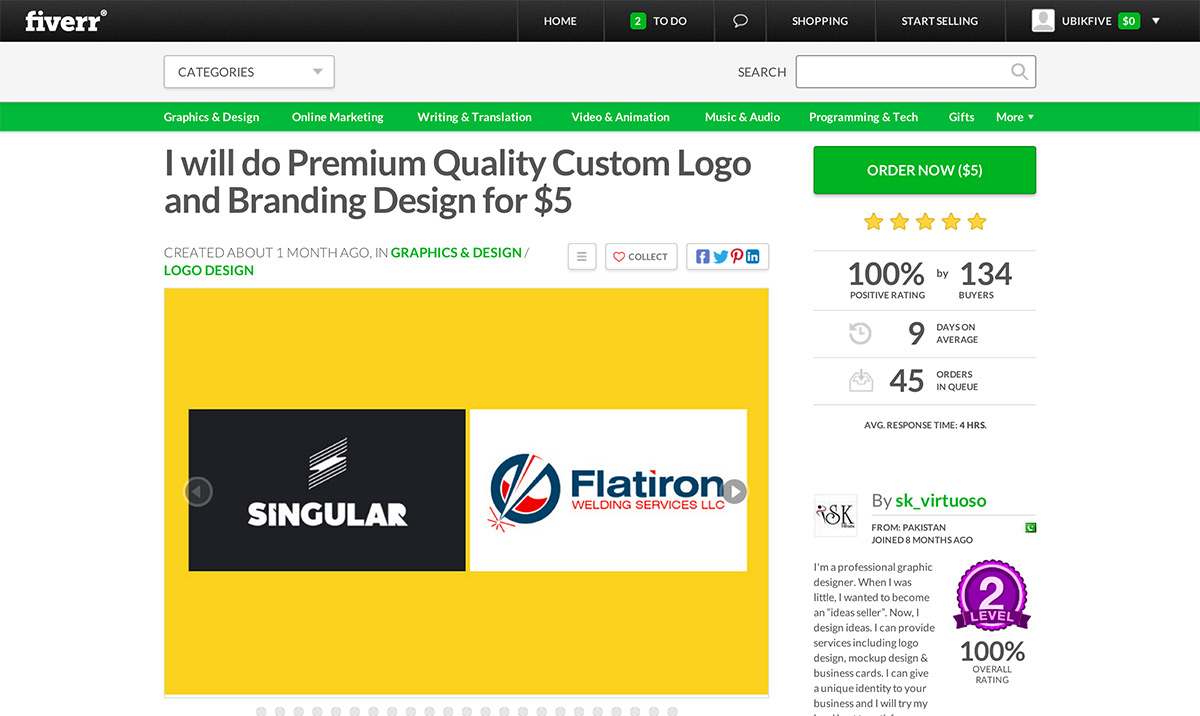 fiverr®
HOME
2 TO DO
SHOPPING
START SELLING
UBIKFIVE $0
CATEGORIES
SEARCH
Graphics & Design
Online Marketing
Writing & Translation
Video & Animation
Music & Audio
Programming & Tech
Gifts
More
I will do Premium Quality Custom Logo
and Branding Design for $5
CREATED ABOUT 1 MONTH AGO, IN GRAPHICS & DESIGN /
LOGO DESIGN
COLLECT
SINGULAR
Flatiron
WELDING SERVICES LLC
ORDER NOW ($5)
100% by 134
POSITIVE RATING BUYERS
9 DAYS ON
AVERAGE
45 ORDERS
IN QUEUE
AVG. RESPONSE TIME: 4 HRS.
SK
By sk_virtuoso
FROM: PAKISTAN
JOINED 8 MONTHS AGO
I'm a professional graphic
designer. When I was
little, I wanted to become
an "ideas seller". Now, I
design ideas. I can provide
services including logo
design, mockup design &
business cards. I can give
a unique identity to your
business and I will try my
2
LEVEL
100%
OVERALL
RATING